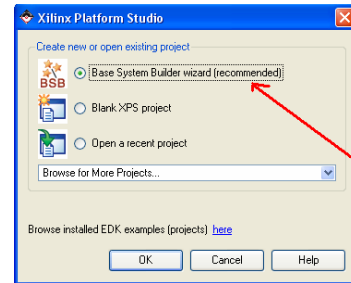 Xilinx Platform Studio
Create new or open existing project
BSB
Base System Builder wizard (recommended)
Blank XPS project
Open a recent project
Browse for More Projects...
Browse installed EDK examples (projects) here
OK Cancel Help